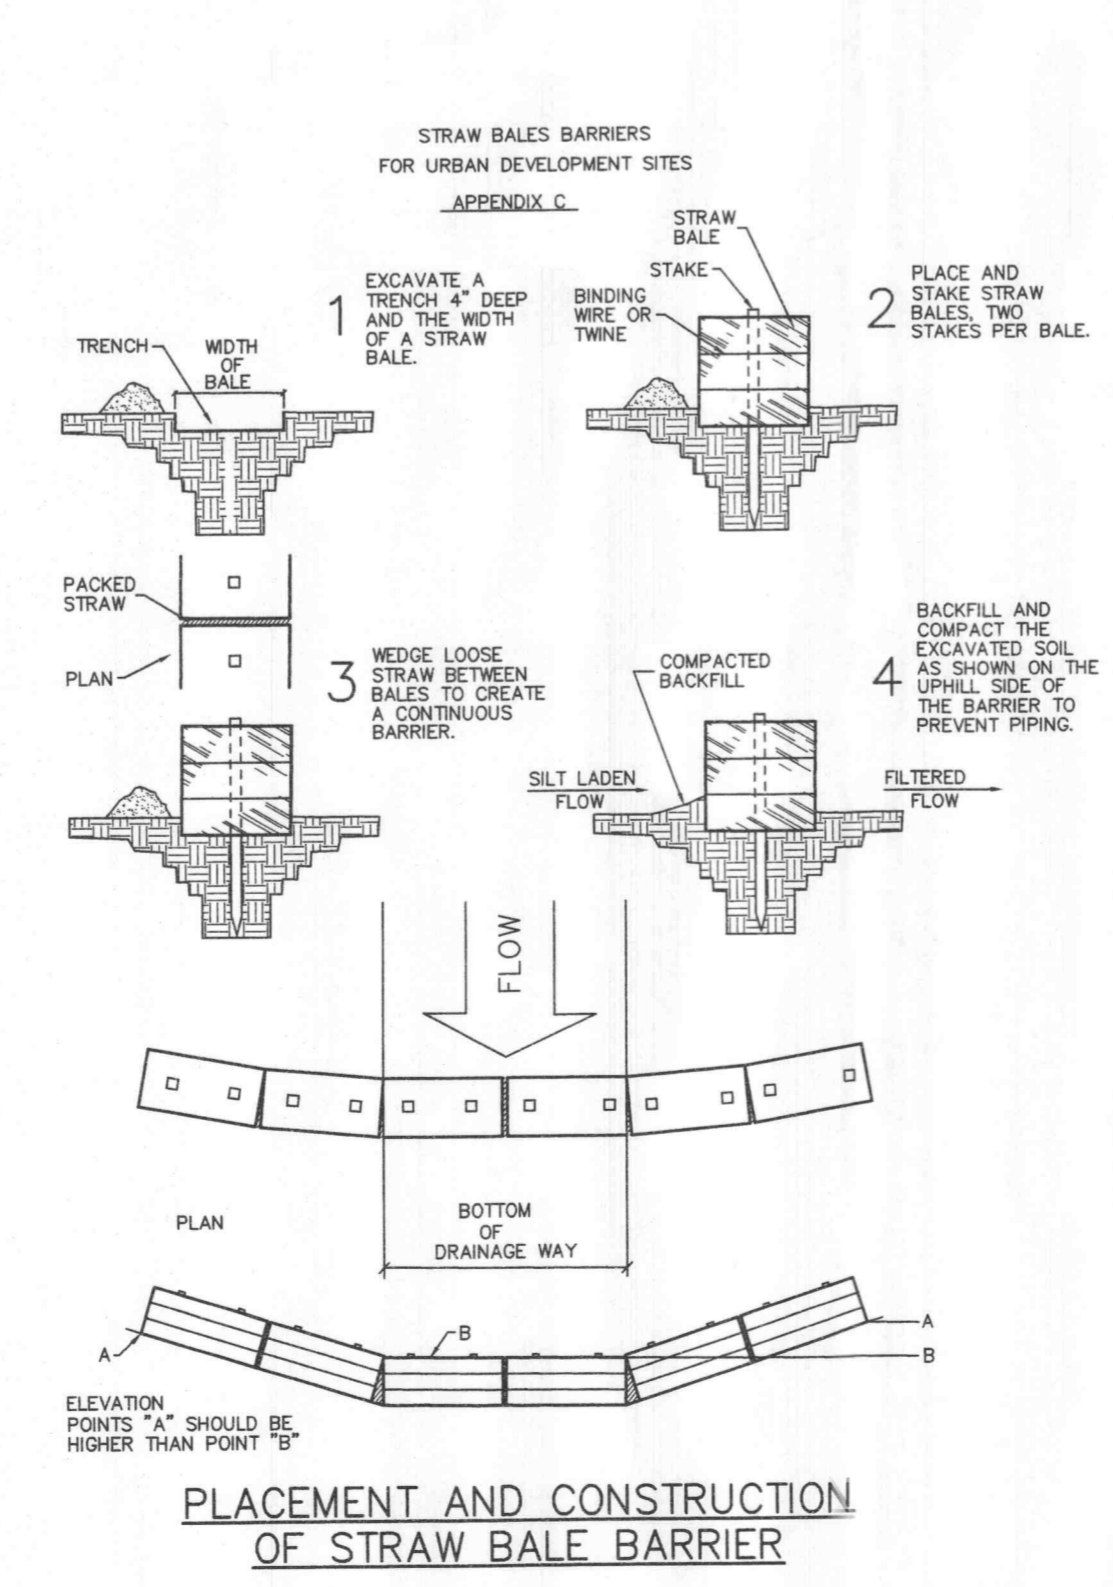 STRAW BALES BARRIERS
FOR URBAN DEVELOPMENT SITES
APPENDIX C
1
EXCAVATE A
TRENCH 4" DEEP
AND THE WIDTH
OF A STRAW
BALE.
TRENCH
WIDTH
OF
BALE
STRAW
BALE
STAKE
BINDING
WIRE OR
TWINE
2
PLACE AND
STAKE STRAW
BALES, TWO
STAKES PER BALE.
PACKED
STRAW
PLAN
3
WEDGE LOOSE
STRAW BETWEEN
BALES TO CREATE
A CONTINUOUS
BARRIER.
COMPACTED
BACKFILL
4
BACKFILL AND
COMPACT THE
EXCAVATED SOIL
AS SHOWN ON THE
UPHILL SIDE OF
THE BARRIER TO
PREVENT PIPING.
SILT LADEN
FLOW
FILTERED
FLOW
FLOW
PLAN
BOTTOM
OF
DRAINAGE WAY
A
B
A
B
ELEVATION
POINTS "A" SHOULD BE
HIGHER THAN POINT "B"
PLACEMENT AND CONSTRUCTION
OF STRAW BALE BARRIER